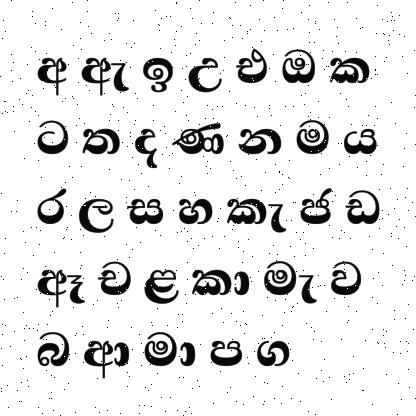 අ ඇ ඉ උ එ ඔ ක
ට ත ද ණ න ම ය
ර ල ස හ කැ ජ ඩ
ඈ ච ළ කා මැ ව
බ ආ මා ප ග